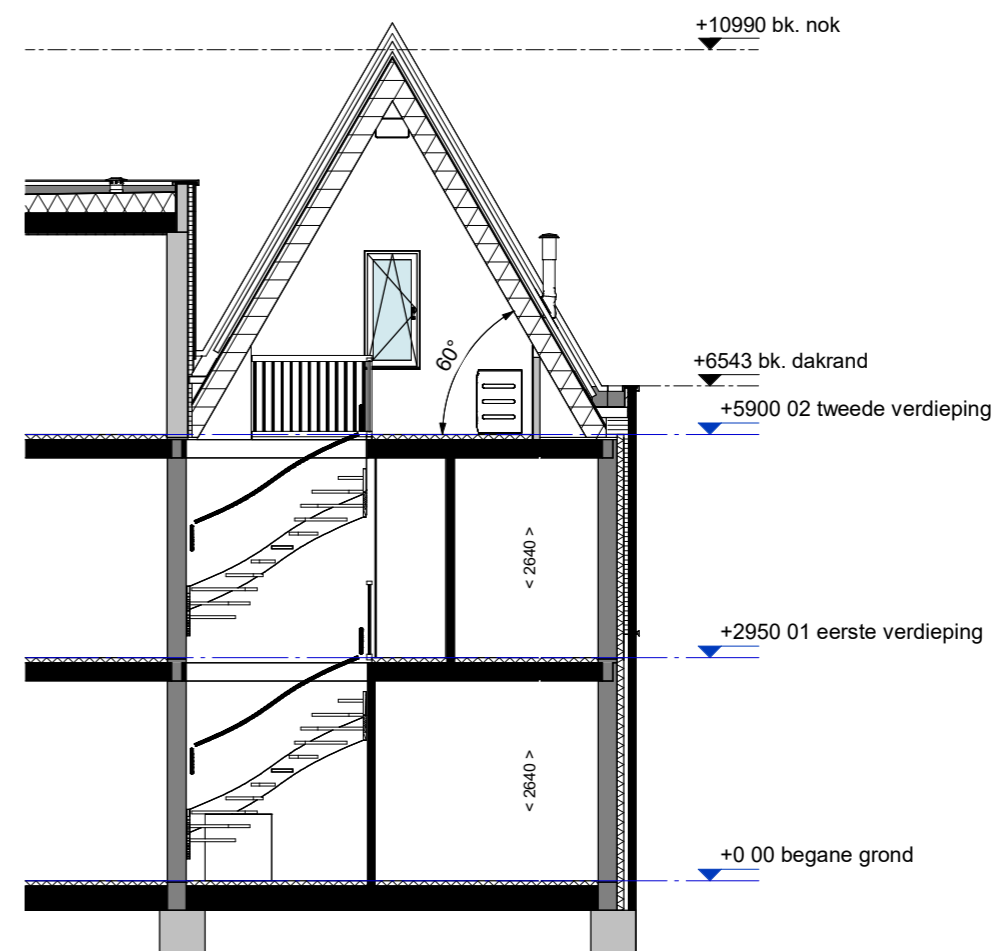 +10990 bk. nok
60°
+6543 bk. dakrand
+5900 02 tweede verdieping
< 2640 >
+2950 01 eerste verdieping
< 2640 >
+0 00 begane grond